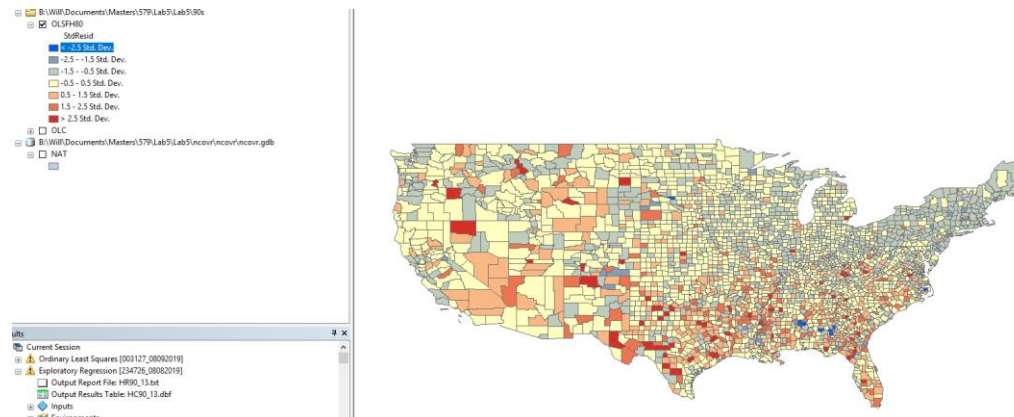 B:\Will\Documents\Masters\579\Lab5\Lab5\90s
OLSFH80
StdResid
< -2.5 Std. Dev.
-2.5 - -1.5 Std. Dev.
-1.5 - -0.5 Std. Dev.
-0.5 - 0.5 Std. Dev.
0.5 - 1.5 Std. Dev.
1.5 - 2.5 Std. Dev.
> 2.5 Std. Dev.
OLC
B:\Will\Documents\Masters\579\Lab5\Lab5\ncovr\ncovr\ncovr.gdb
NAT
ults
Current Session
Ordinary Least Squares [003127_08092019]
Exploratory Regression [234726_08082019]
Output Report File: HR90_13.txt
Output Results Table: HC90_13.dbf
Inputs